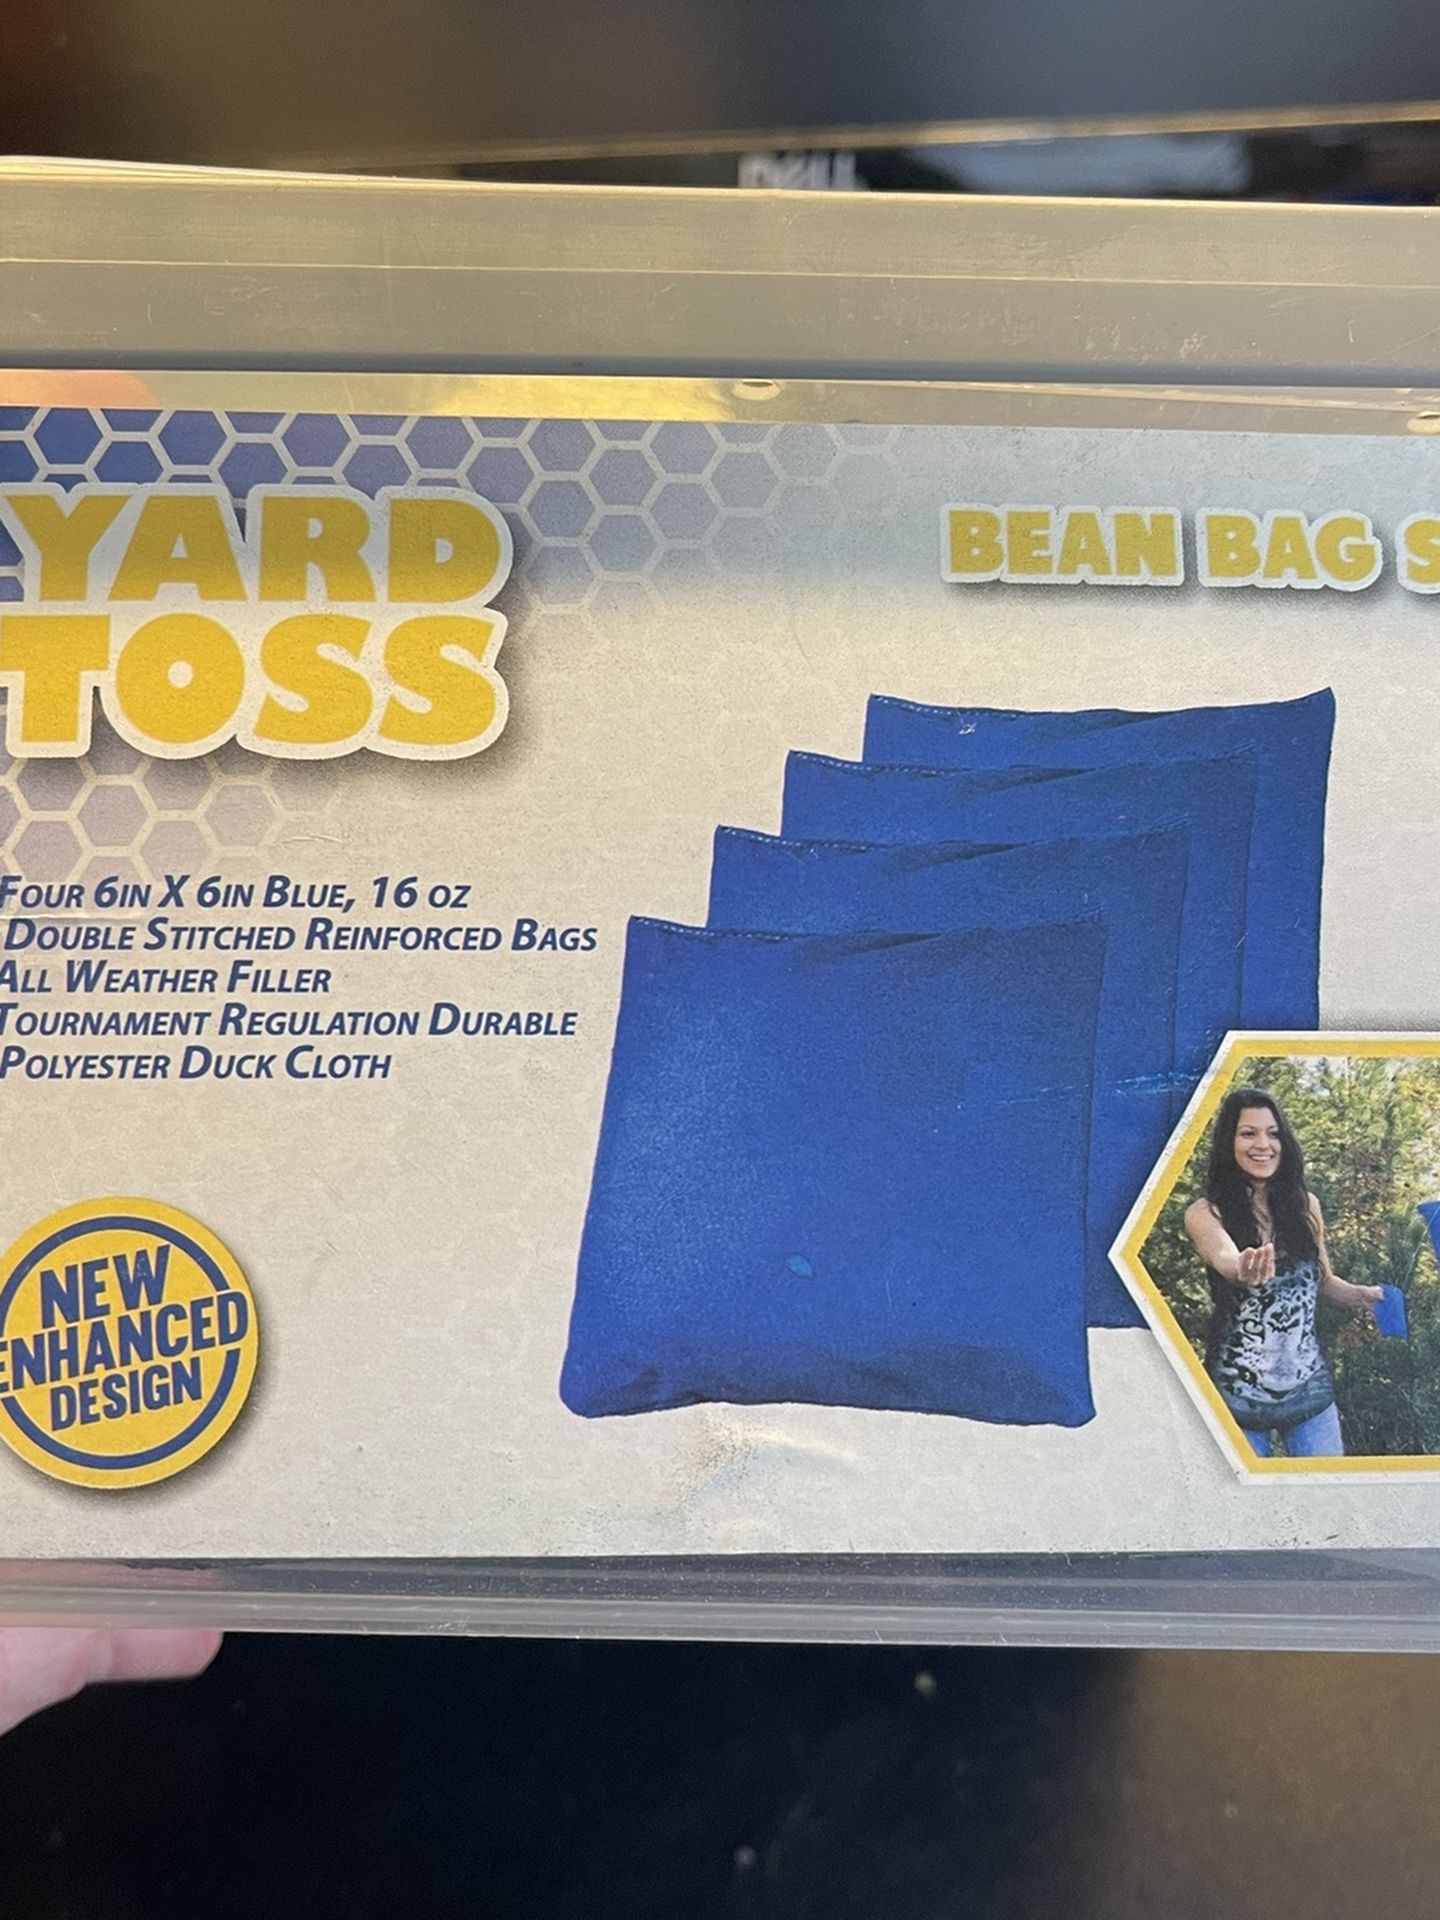 YARD
TOSS
BEAN BAG S
FOUR 6IN X 6IN BLUE, 16 OZ
DOUBLE STITCHED REINFORCED BAGS
ALL WEATHER FILLER
TOURNAMENT REGULATION DURABLE
POLYESTER DUCK CLOTH
NEW
ENHANCED
DESIGN